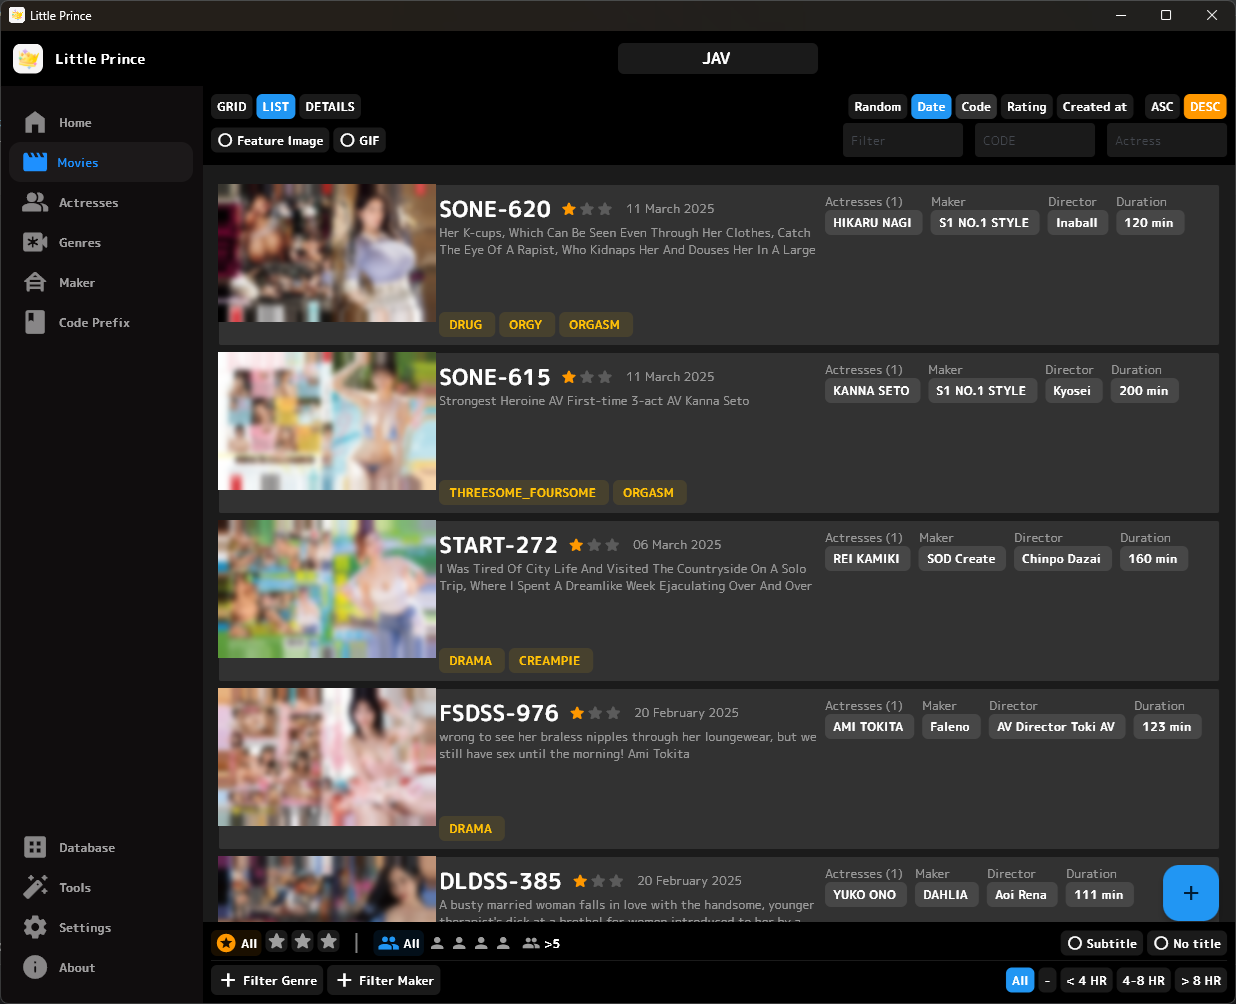 Little Prince
Little Prince
JAV
Home
Movies
Actresses
Genres
Maker
Code Prefix
Database
Tools
Settings
About
GRID LIST DETAILS
Random Date Code Rating Created at ASC DESC
Feature Image GIF
Filter CODE Actress
SONE-620 11 March 2025
Her K-cups, Which Can Be Seen Even Through Her Clothes, Catch
The Eye Of A Rapist, Who Kidnaps Her And Douses Her In A Large
DRUG ORGY ORGASM
Actresses (1) Maker Director Duration
HIKARU NAGI S1 NO.1 STYLE Inaball 120 min
SONE-615 11 March 2025
Strongest Heroine AV First-time 3-act AV Kanna Seto
THREESOME_FOURSOME ORGASM
Actresses (1) Maker Director Duration
KANNA SETO S1 NO.1 STYLE Kyosei 200 min
START-272 06 March 2025
I Was Tired Of City Life And Visited The Countryside On A Solo
Trip, Where I Spent A Dreamlike Week Ejaculating Over And Over
DRAMA CREAMPIE
Actresses (1) Maker Director Duration
REI KAMIKI SOD Create Chinpo Dazai 160 min
FSDSS-976 20 February 2025
wrong to see her braless nipples through her loungewear, but we
still have sex until the morning! Ami Tokita
DRAMA
Actresses (1) Maker Director Duration
AMI TOKITA Faleno AV Director Toki AV 123 min
DLDSS-385 20 February 2025
A busty married woman falls in love with the handsome, younger
therapist's dick at a brothel for women introduced to her by a
Actresses (1) Maker Director Duration
YUKO ONO DAHLIA Aoi Rena 111 min
+
All | All >5
Subtitle No title
+ Filter Genre + Filter Maker
All - < 4 HR 4-8 HR > 8 HR